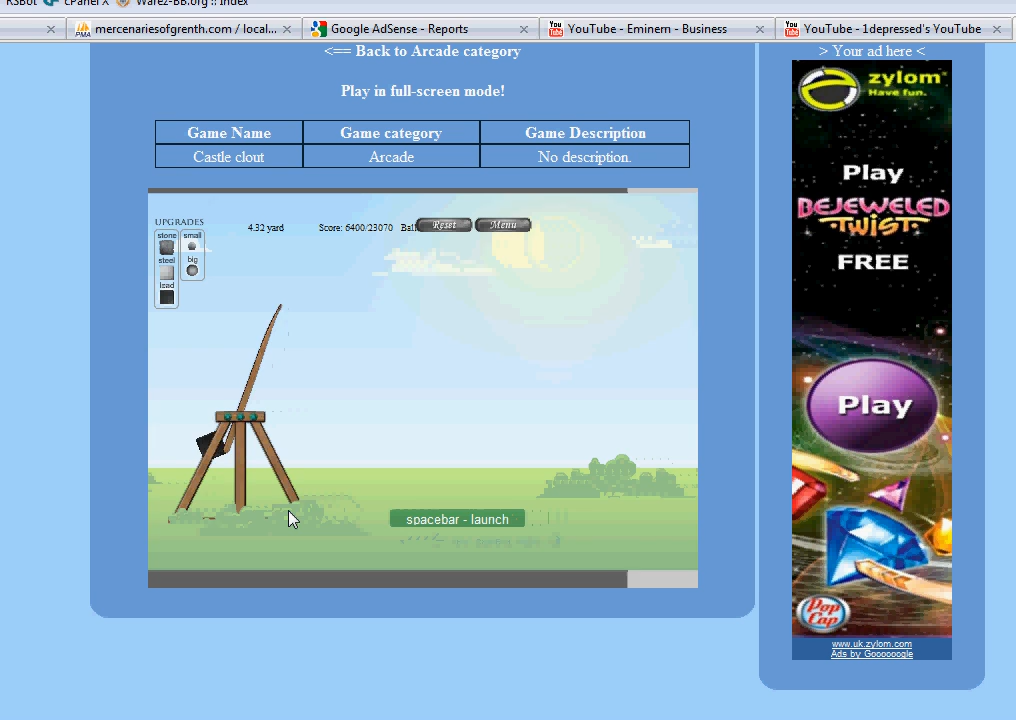 RSBot cPanel X Warez-BB.org :: Index
mercenariesofgrenth.com / local... Google AdSense - Reports YouTube - Eminem - Business YouTube - 1depressed's YouTube
<== Back to Arcade category
> Your ad here <
Play in full-screen mode!
Game Name Game category Game Description
Castle clout Arcade No description.
UPGRADES
stone small
steel big
lead
4.32 yard Score: 6400/23070 Ball
Reset Menu
spacebar - launch
zylom
Have fun.
Play
BEJEWELED
TWIST
FREE
Play
Pop
Cap
www.uk.zylom.com
Ads by Goooooogle